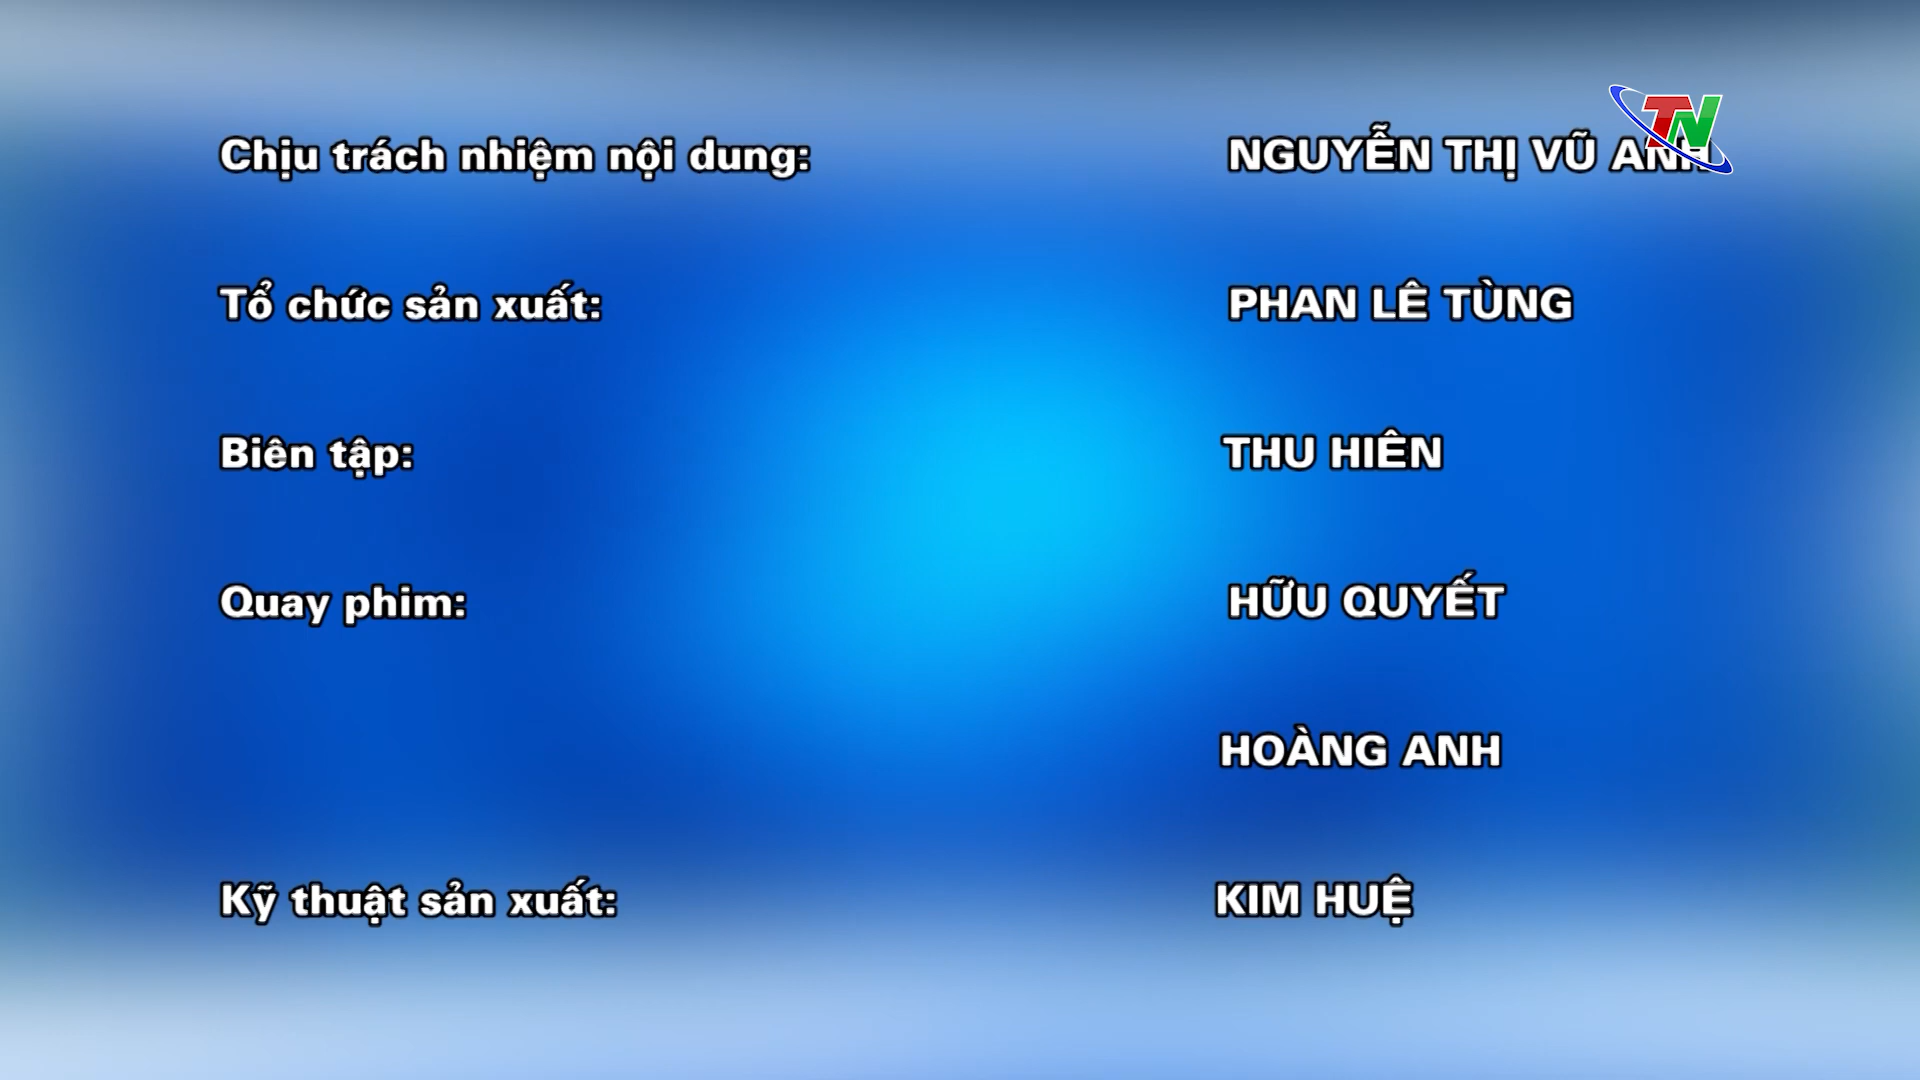 TN
Chịu trách nhiệm nội dung: NGUYỄN THỊ VŨ ANH
Tổ chức sản xuất: PHAN LÊ TÙNG
Biên tập: THU HIÊN
Quay phim: HỮU QUYẾT
HOÀNG ANH
Kỹ thuật sản xuất: KIM HUỆ